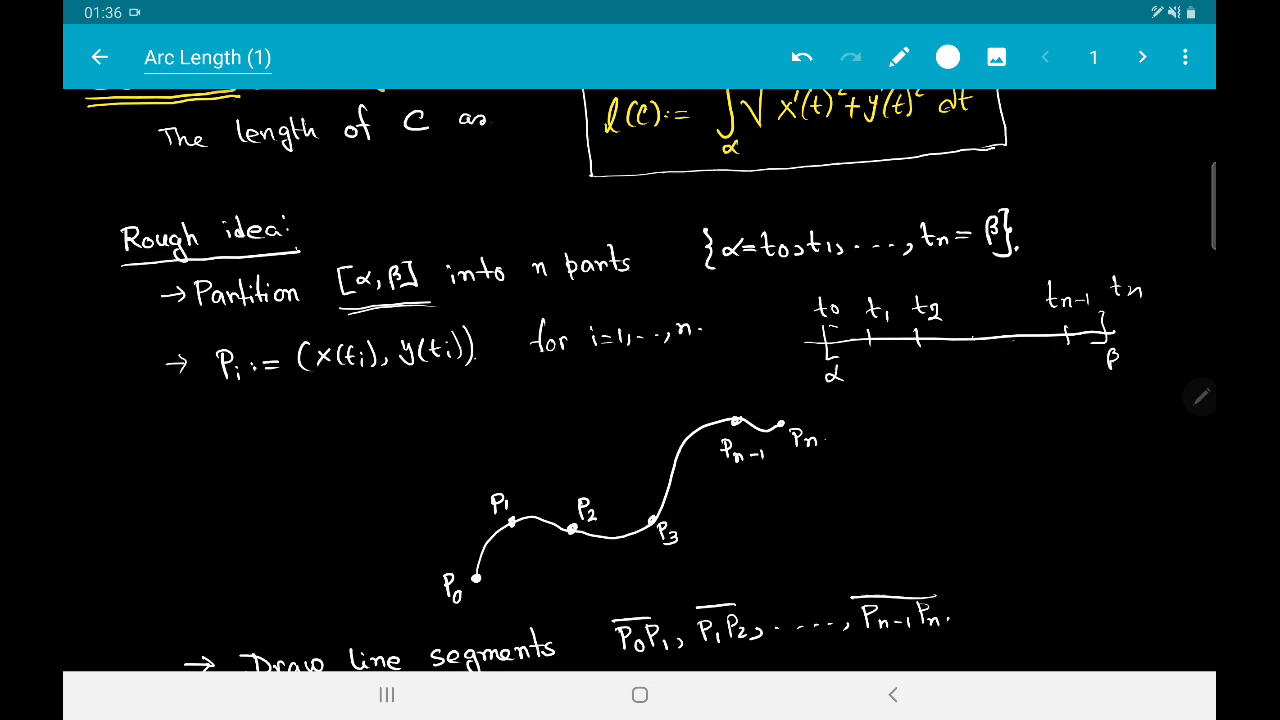 01:36
Arc Length (1)
1
The length of C as
l(C):= ∫α √x'(t)²+y'(t)² dt
Rough idea:
→ Partition [α, β] into n parts {α=t0, t1, ...., tn = β}.
t0 t1 t2 tn-1 tn
α β
→ Pi := (x(ti), y(ti)) for i=1,...,n.
Pn-1 Pn
P1 P2 P3
P0
→ Draw line segments P0P1, P1P2, ....., Pn-1Pn.